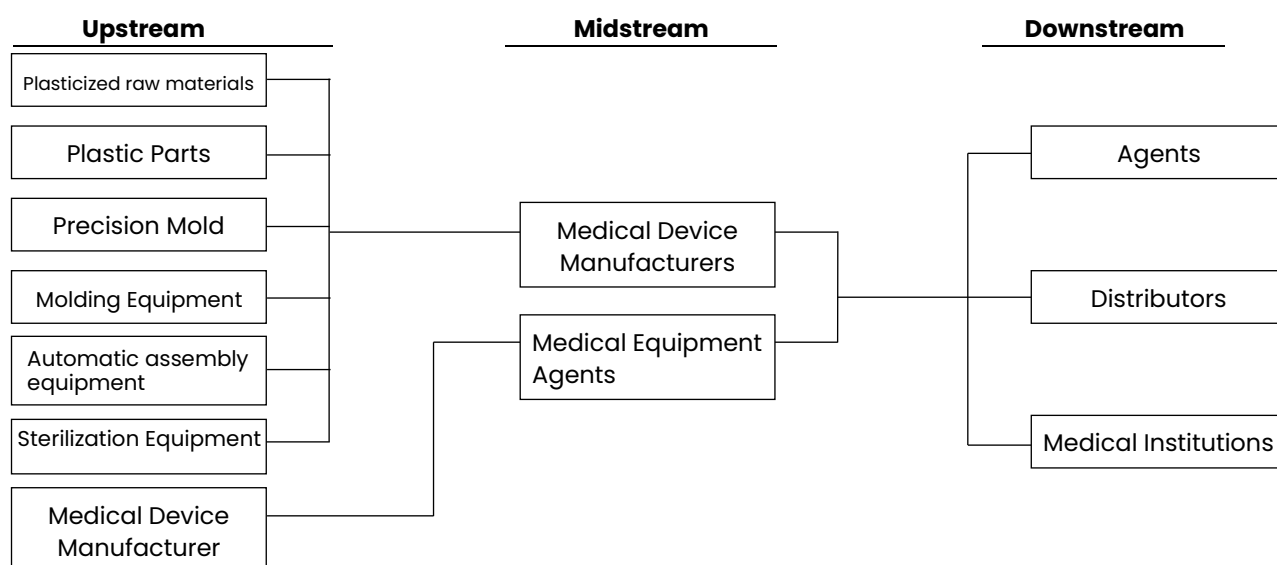 Upstream
Midstream
Downstream
Plasticized raw materials
Plastic Parts
Precision Mold
Molding Equipment
Automatic assembly
equipment
Sterilization Equipment
Medical Device
Manufacturer
Medical Device
Manufacturers
Medical Equipment
Agents
Agents
Distributors
Medical Institutions